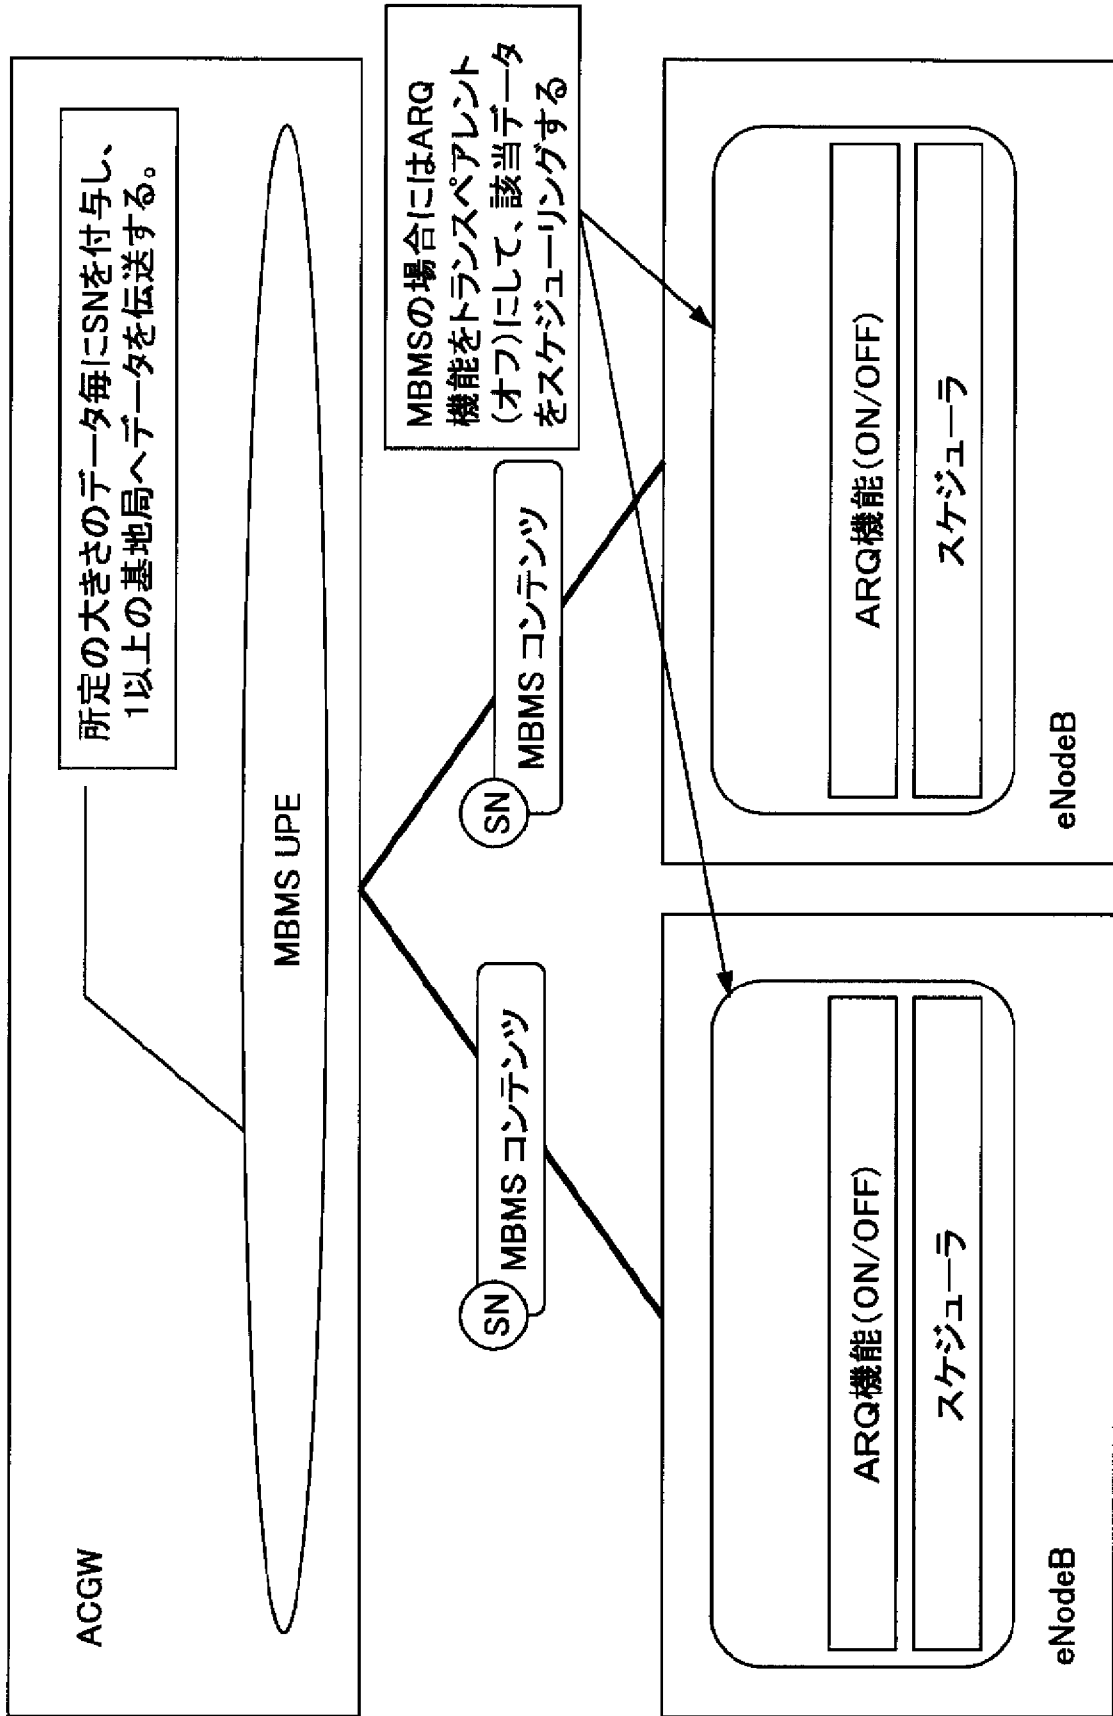 ACGW
所定の大きさのデータ毎にSNを付与し、
1以上の基地局へデータを伝送する。
MBMS UPE
SN
MBMS コンテンツ
SN
MBMS コンテンツ
MBMSの場合にはARQ
機能をトランスペアレント
(オフ)にして、該当データ
をスケジューリングする
ARQ機能(ON/OFF)
スケジューラ
eNodeB
ARQ機能(ON/OFF)
スケジューラ
eNodeB